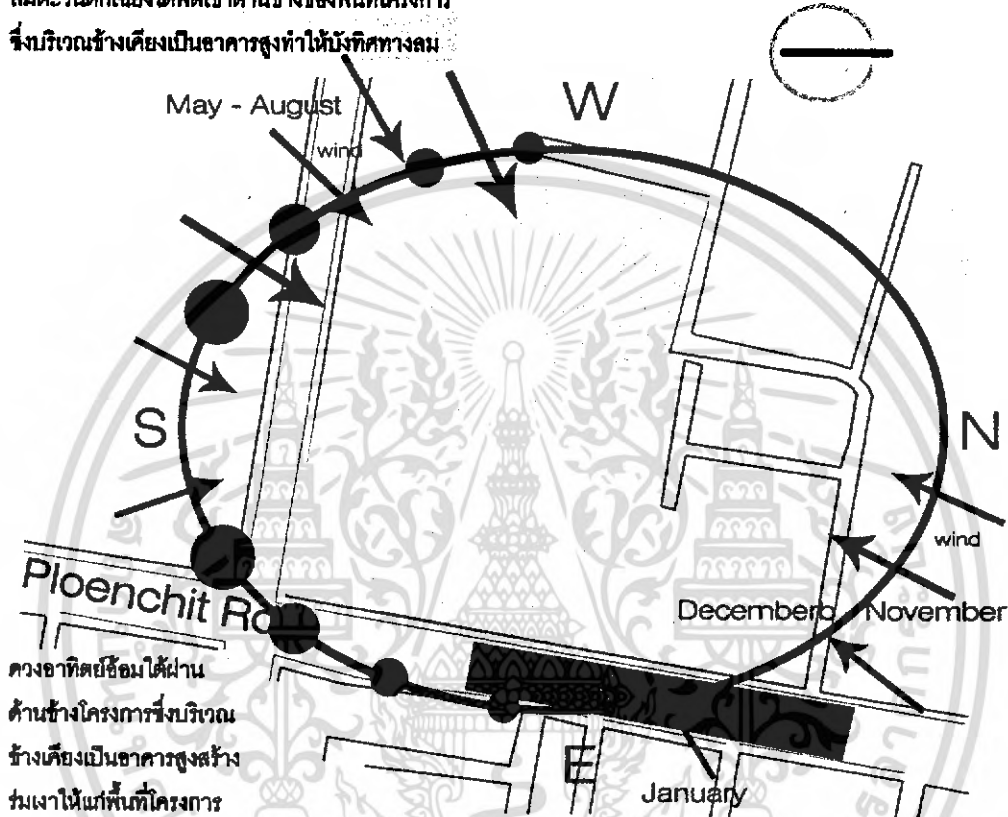 ซึ่งบริเวณข้างเคียงเป็นอาคารสูงทำให้บังทิศทางลม
May - August
wind
W
S
N
wind
Ploenchit Ro
Decemberb November
E
January
ดวงอาทิตย์อ้อมใต้ผ่าน
ด้านข้างโครงการซึ่งบริเวณ
ข้างเคียงเป็นอาคารสูงสร้าง
ร่มเงาให้แก่พื้นที่โครงการ